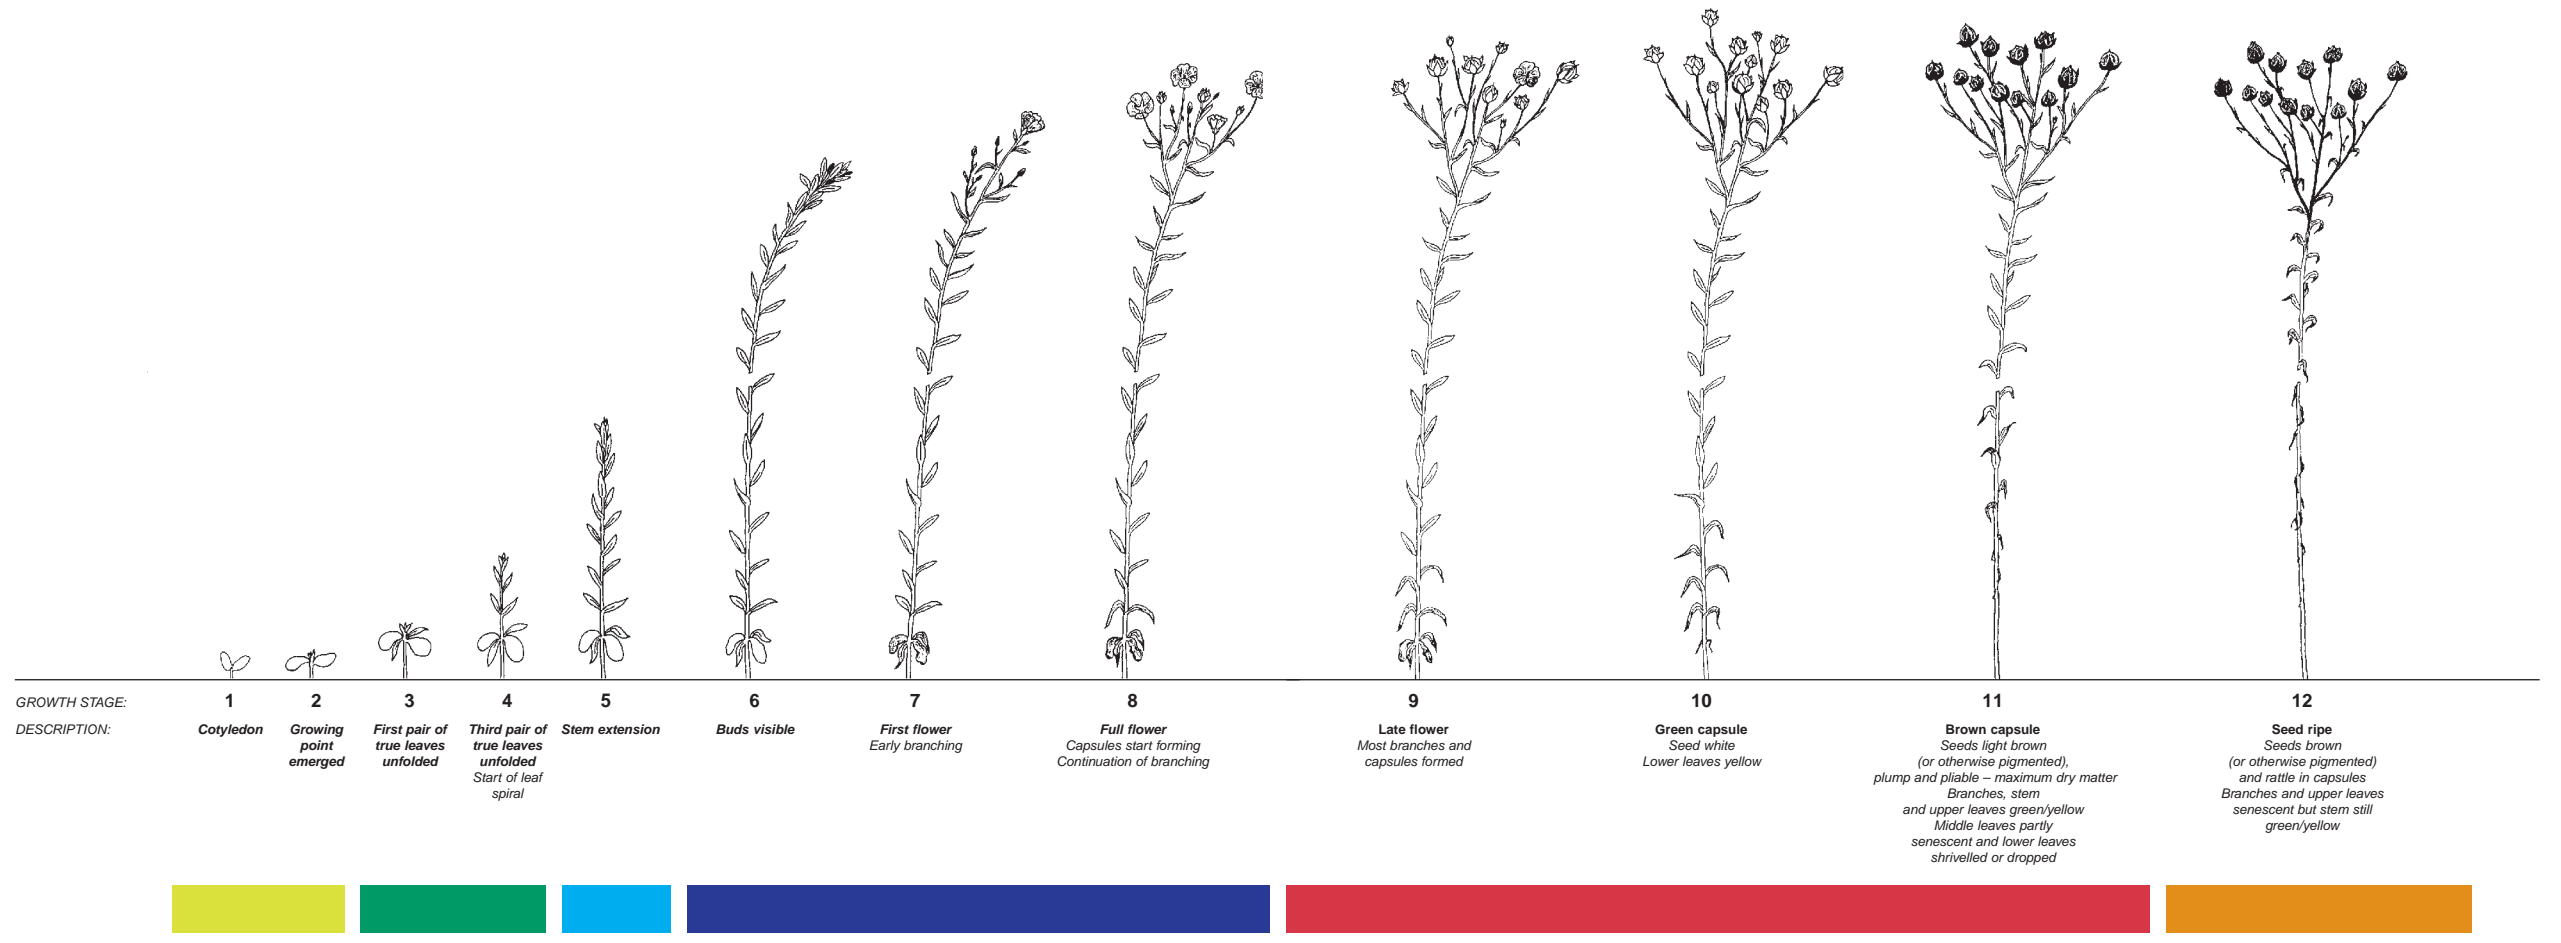 GROWTH STAGE: 1 2 3 4 5 6 7 8 9 10 11 12
DESCRIPTION:
Cotyledon
Growing
point
emerged
First pair of
true leaves
unfolded
Third pair of
true leaves
unfolded
Start of leaf
spiral
Stem extension
Buds visible
First flower
Early branching
Full flower
Capsules start forming
Continuation of branching
Late flower
Most branches and
capsules formed
Green capsule
Seed white
Lower leaves yellow
Brown capsule
Seeds light brown
(or otherwise pigmented),
plump and pliable – maximum dry matter
Branches, stem
and upper leaves green/yellow
Middle leaves partly
senescent and lower leaves
shrivelled or dropped
Seed ripe
Seeds brown
(or otherwise pigmented)
and rattle in capsules
Branches and upper leaves
senescent but stem still
green/yellow